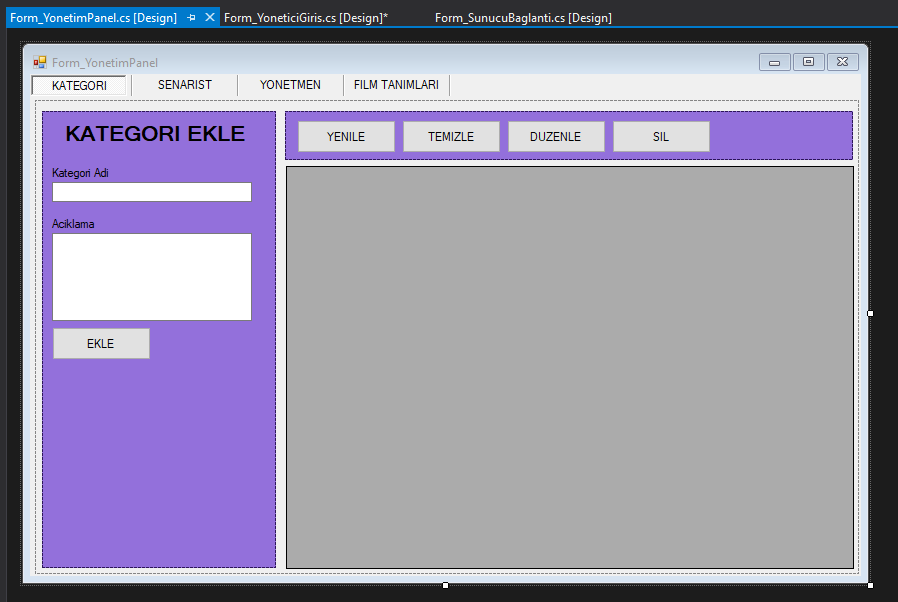 Form_YonetimPanel.cs [Design] Form_YoneticiGiris.cs [Design]* Form_SunucuBaglanti.cs [Design]
Form_YonetimPanel
KATEGORI SENARIST YONETMEN FILM TANIMLARI
KATEGORI EKLE
YENILE TEMIZLE DUZENLE SIL
Kategori Adi
Aciklama
EKLE